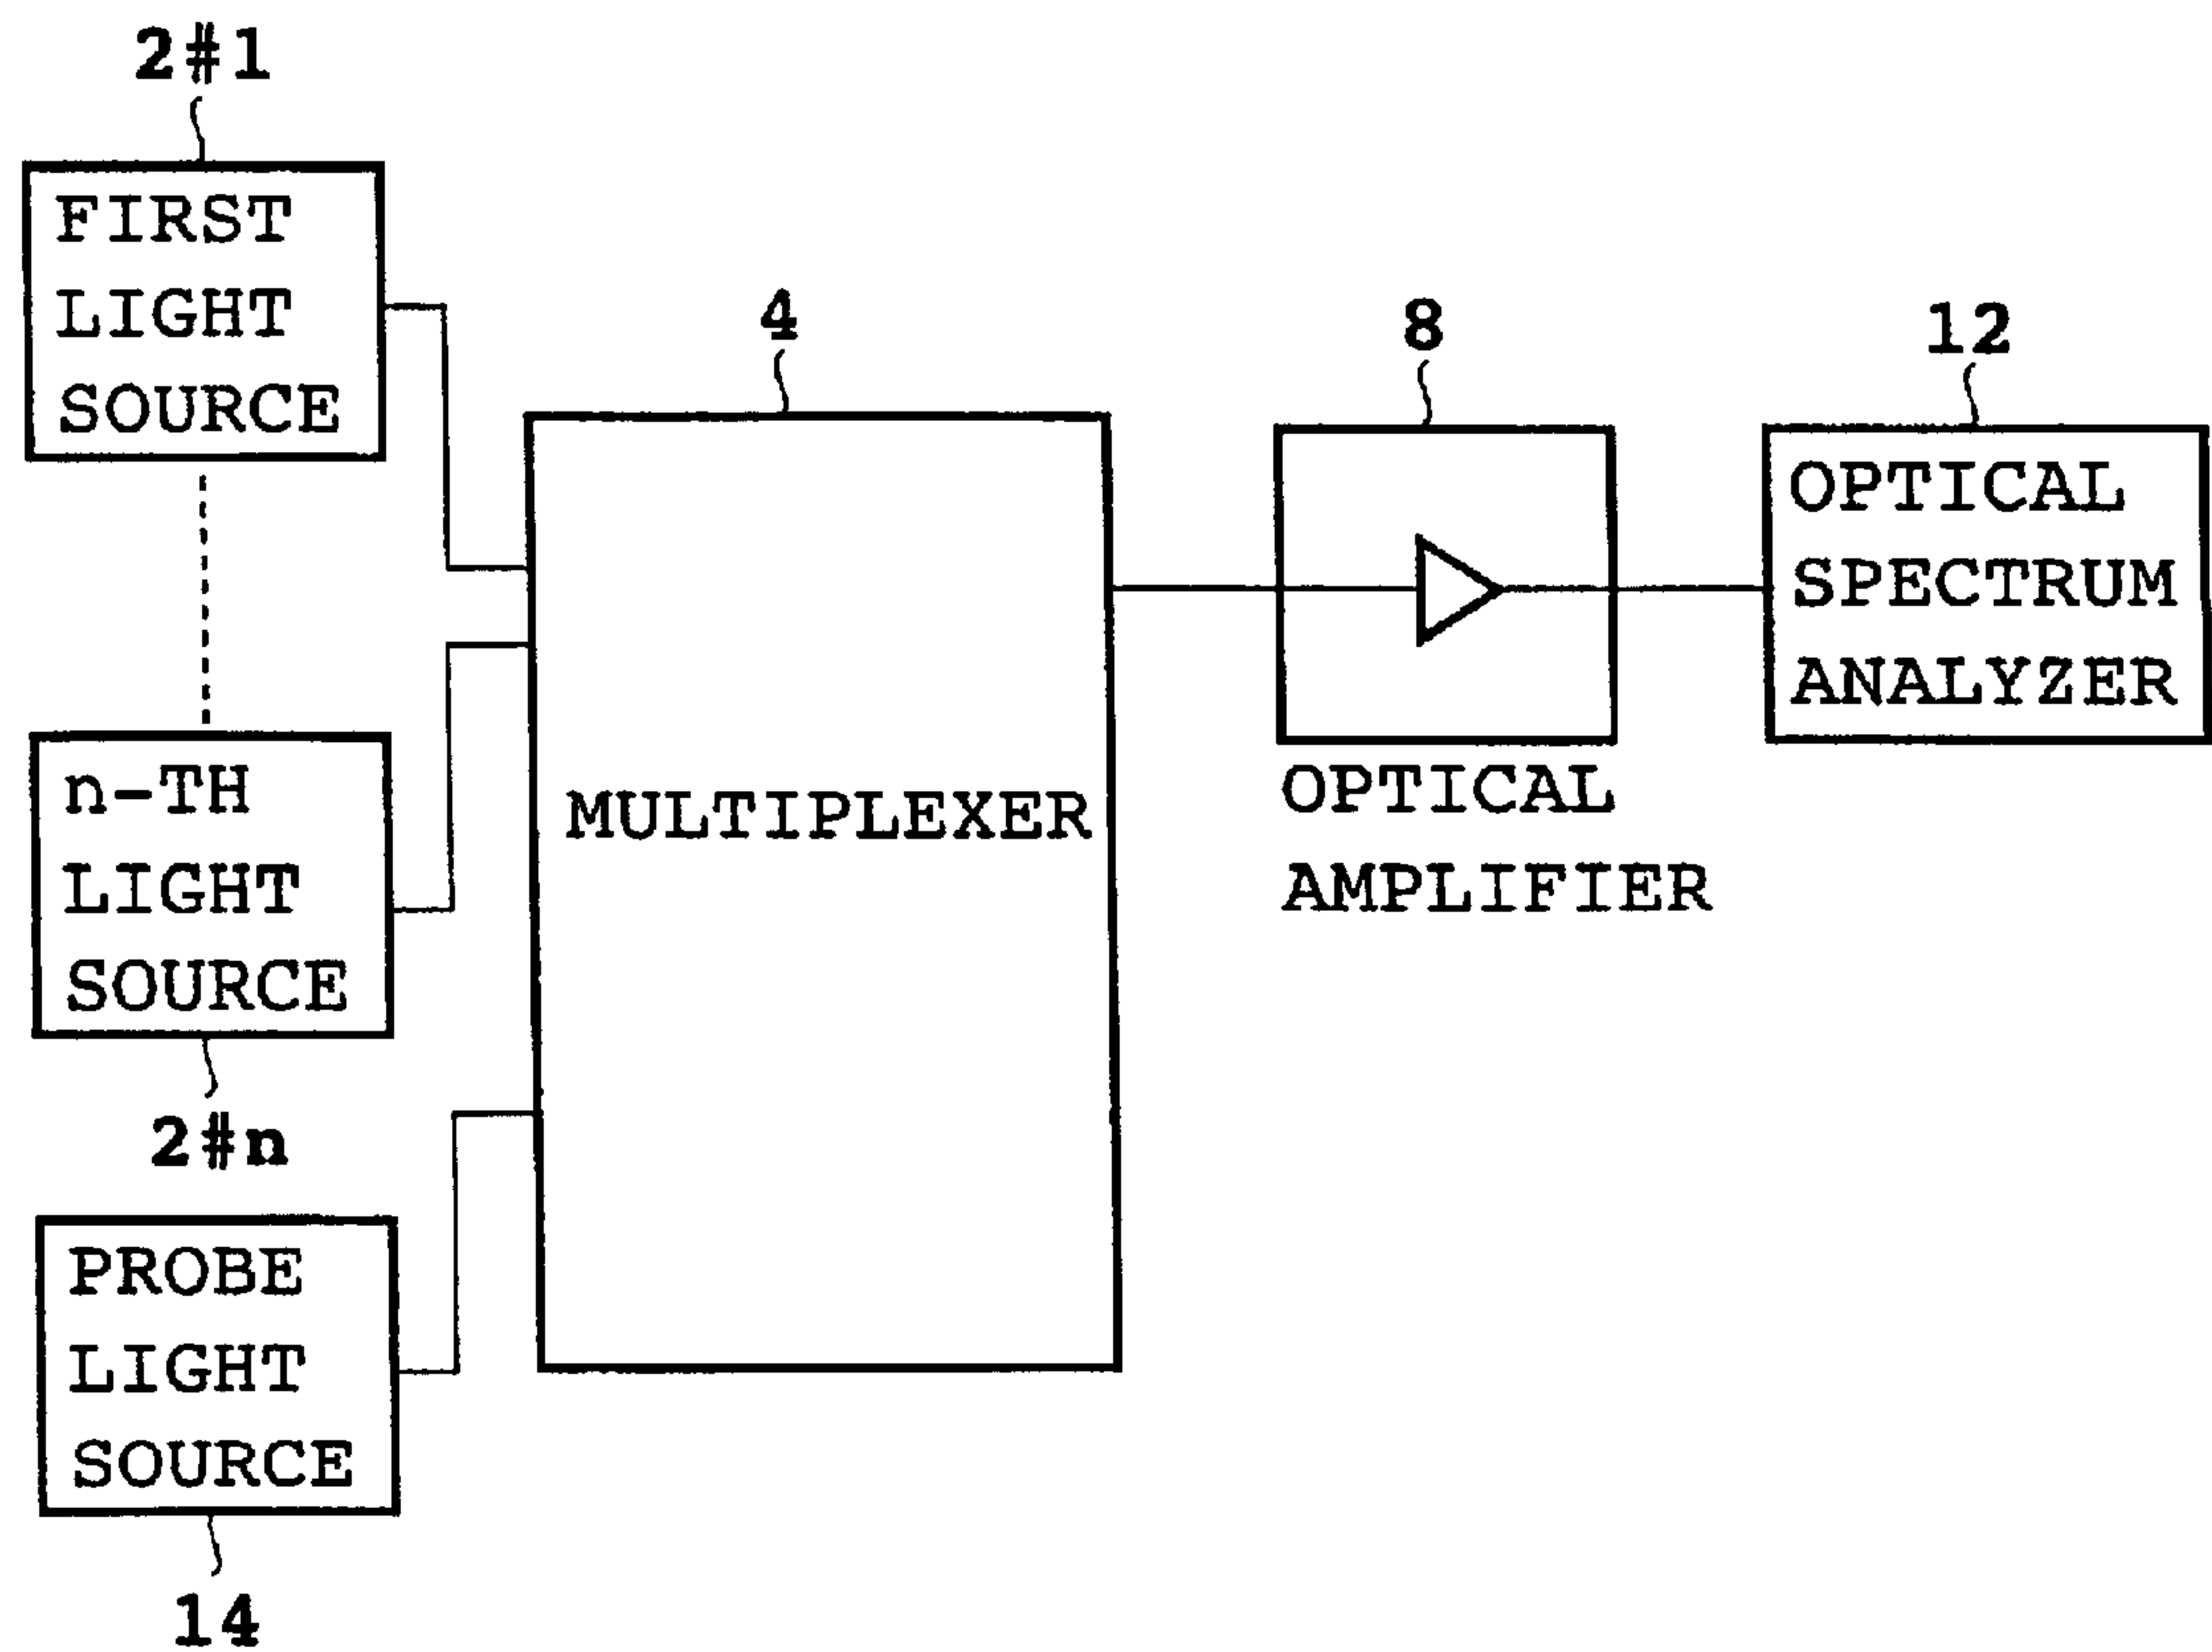 2#1
FIRST
LIGHT
SOURCE
n-TH
LIGHT
SOURCE
2#n
PROBE
LIGHT
SOURCE
14
4
MULTIPLEXER
8
OPTICAL
AMPLIFIER
12
OPTICAL
SPECTRUM
ANALYZER